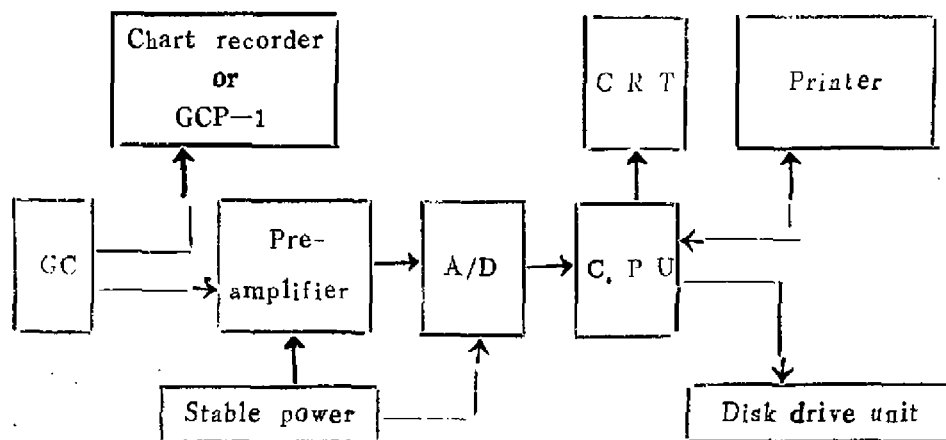 Chart recorder
or
GCP-1
C R T
Printer
GC
Pre-
amplifier
A/D
C. P U
Stable power
Disk drive unit